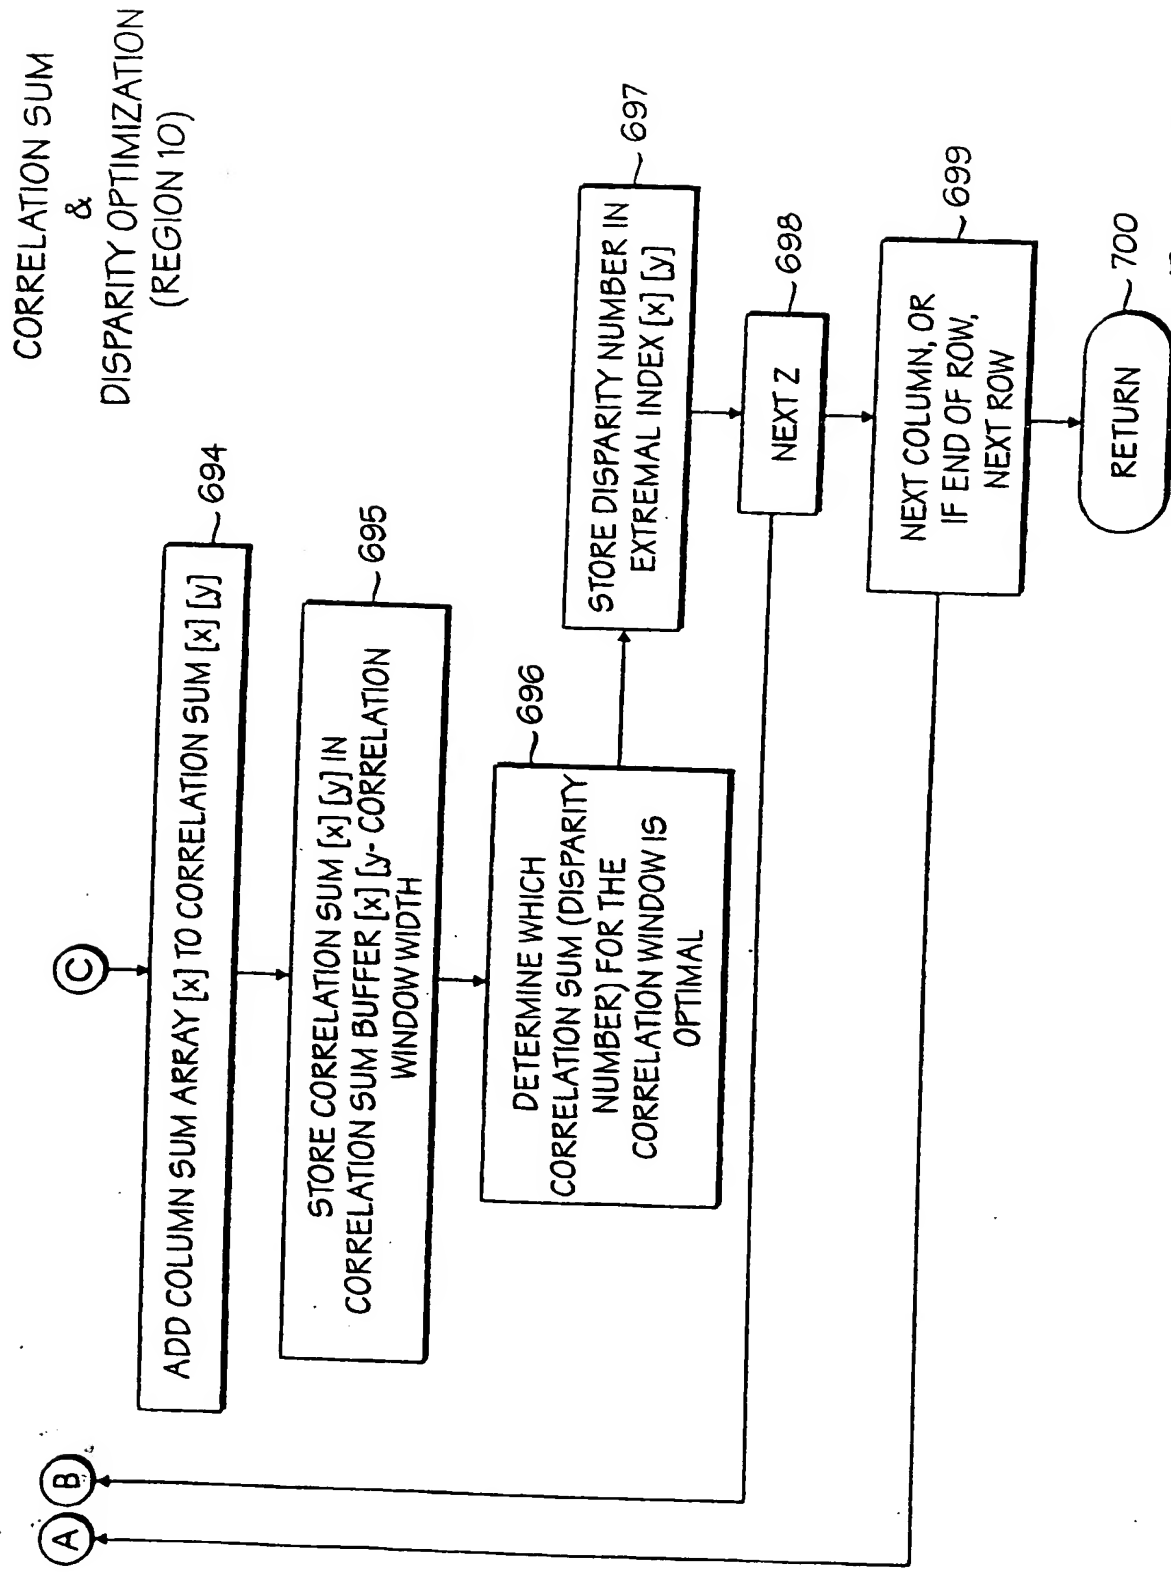 CORRELATION SUM
&
DISPARITY OPTIMIZATION
(REGION 10)
A
B
C
ADD COLUMN SUM ARRAY [x] TO CORRELATION SUM [x] [y]
694
STORE CORRELATION SUM [x] [y] IN
CORRELATION SUM BUFFER [x] [y- CORRELATION
WINDOW WIDTH
695
DETERMINE WHICH
CORRELATION SUM (DISPARITY
NUMBER) FOR THE
CORRELATION WINDOW IS
OPTIMAL
696
STORE DISPARITY NUMBER IN
EXTREMAL INDEX [x] [y]
697
NEXT Z
698
NEXT COLUMN, OR
IF END OF ROW,
NEXT ROW
699
RETURN
700